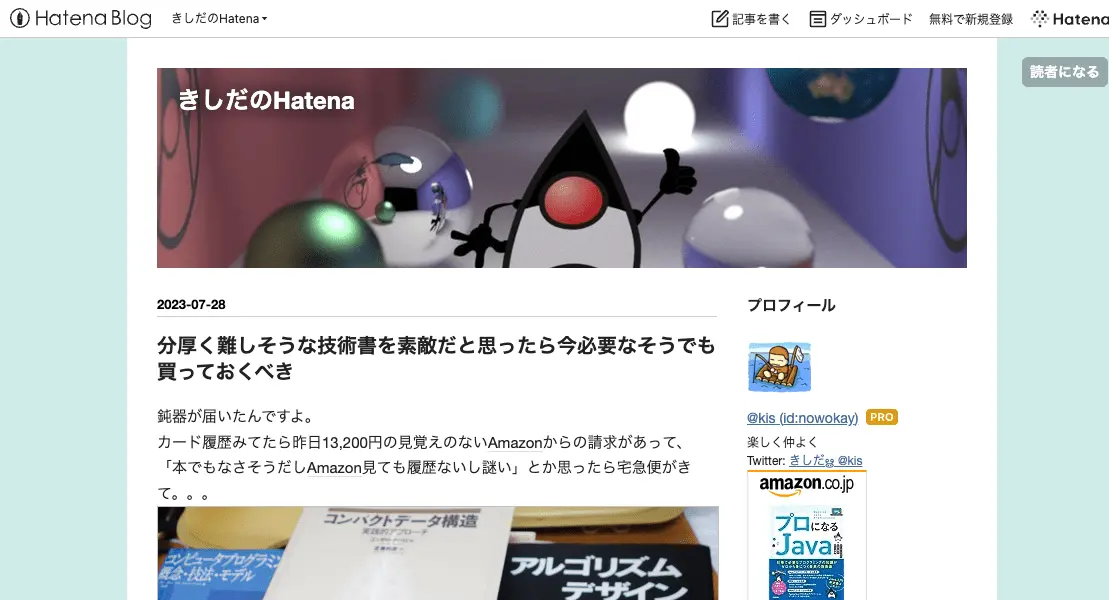 Hatena Blog
きしだのHatena
記事を書く
ダッシュボード
無料で新規登録
Hatena
読者になる
きしだのHatena
2023-07-28
分厚く難しそうな技術書を素敵だと思ったら今必要なそうでも
買っておくべき
鈍器が届いたんですよ。
カード履歴みてたら昨日13,200円の見覚えのないAmazonからの請求があって、
「本でもなさそうだしAmazon見ても履歴ないし謎い」とか思ったら宅急便がき
て。。。
コンパクトデータ構造
実践的アプローチ
コンピュータプログラミン
概念・技法・モデル
アルゴリズム
デザイン
プロフィール
@kis (id:nowokay) PRO
楽しく仲よく
Twitter: きしだ @kis
amazon.co.jp
プロになる
Java